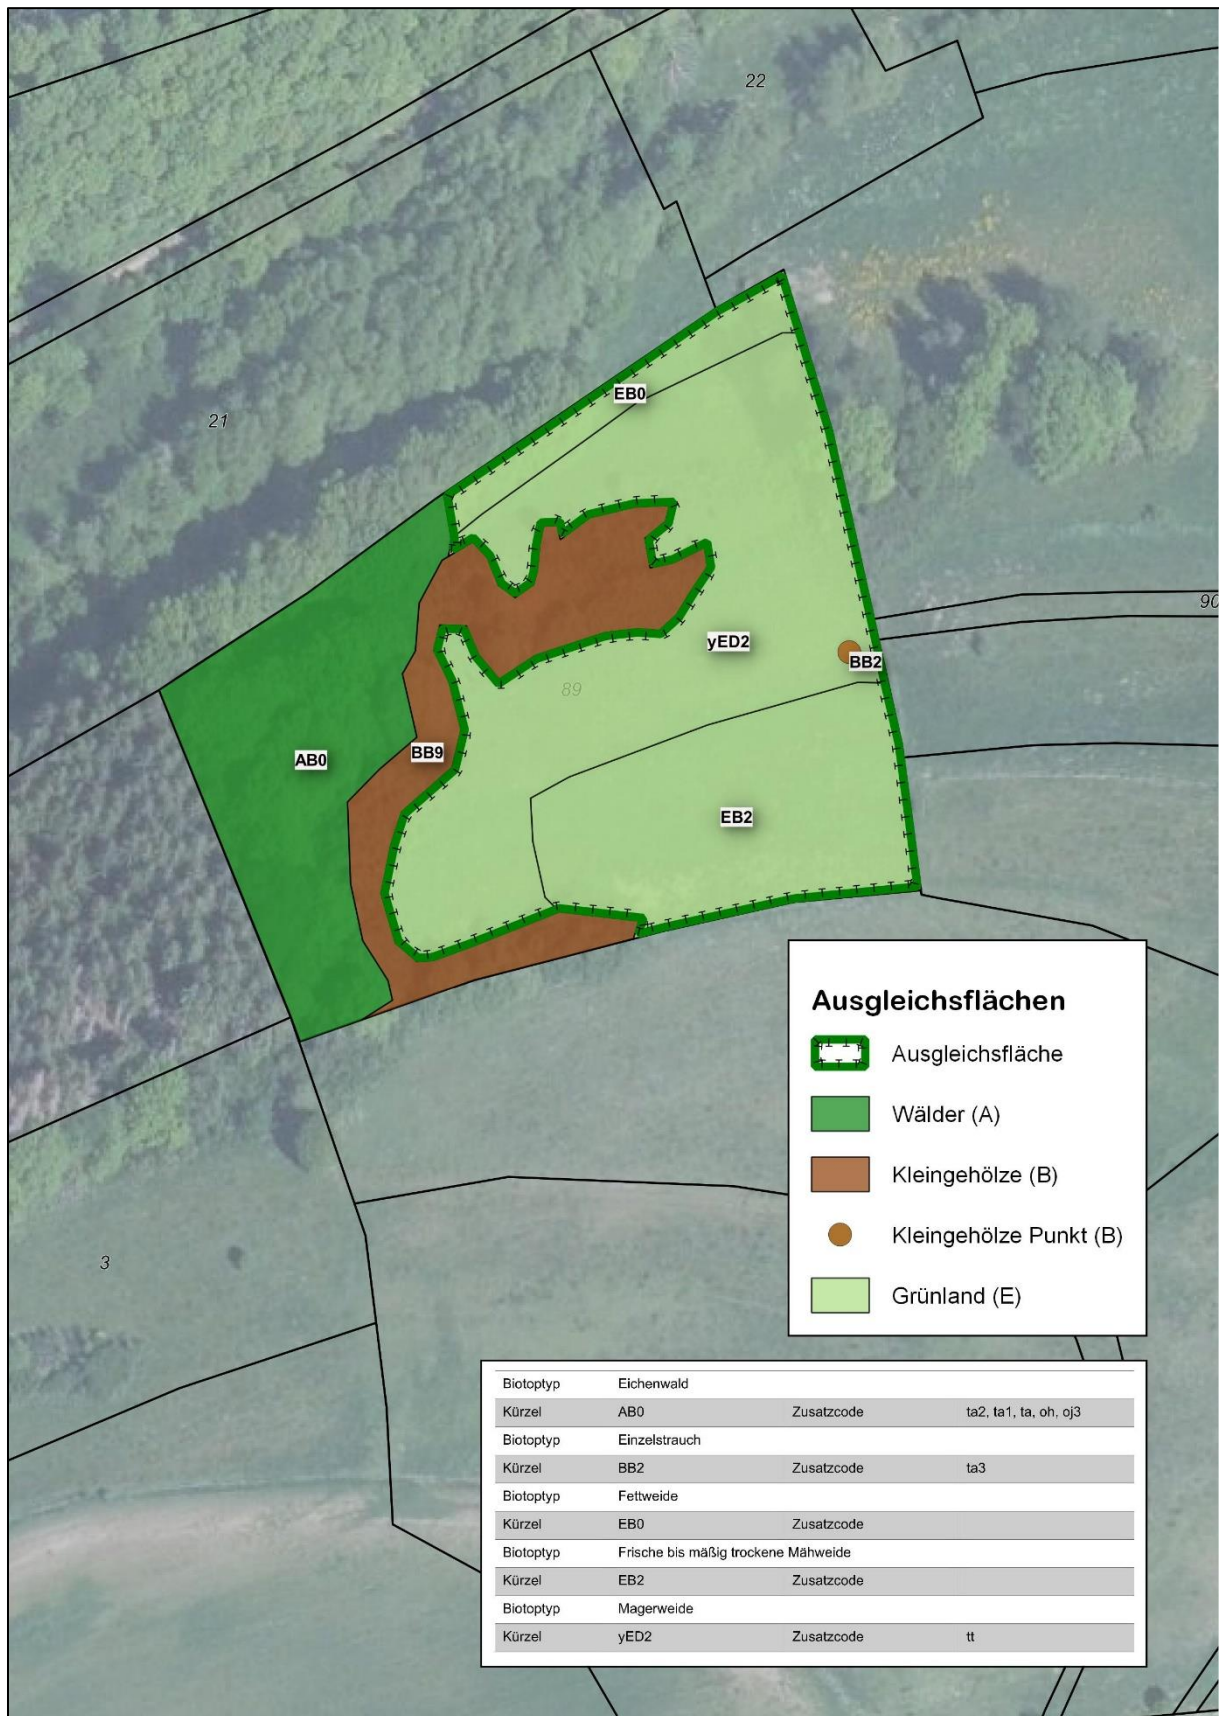 22
21
EB0
90
yED2
BB2
89
BB9
AB0
EB2
3
Ausgleichsflächen
Ausgleichsfläche
Wälder (A)
Kleingehölze (B)
Kleingehölze Punkt (B)
Grünland (E)
Biotoptyp Eichenwald
Kürzel AB0 Zusatzcode ta2, ta1, ta, oh, oj3
Biotoptyp Einzelstrauch
Kürzel BB2 Zusatzcode ta3
Biotoptyp Fettweide
Kürzel EB0 Zusatzcode
Biotoptyp Frische bis mäßig trockene Mähweide
Kürzel EB2 Zusatzcode
Biotoptyp Magerweide
Kürzel yED2 Zusatzcode tt